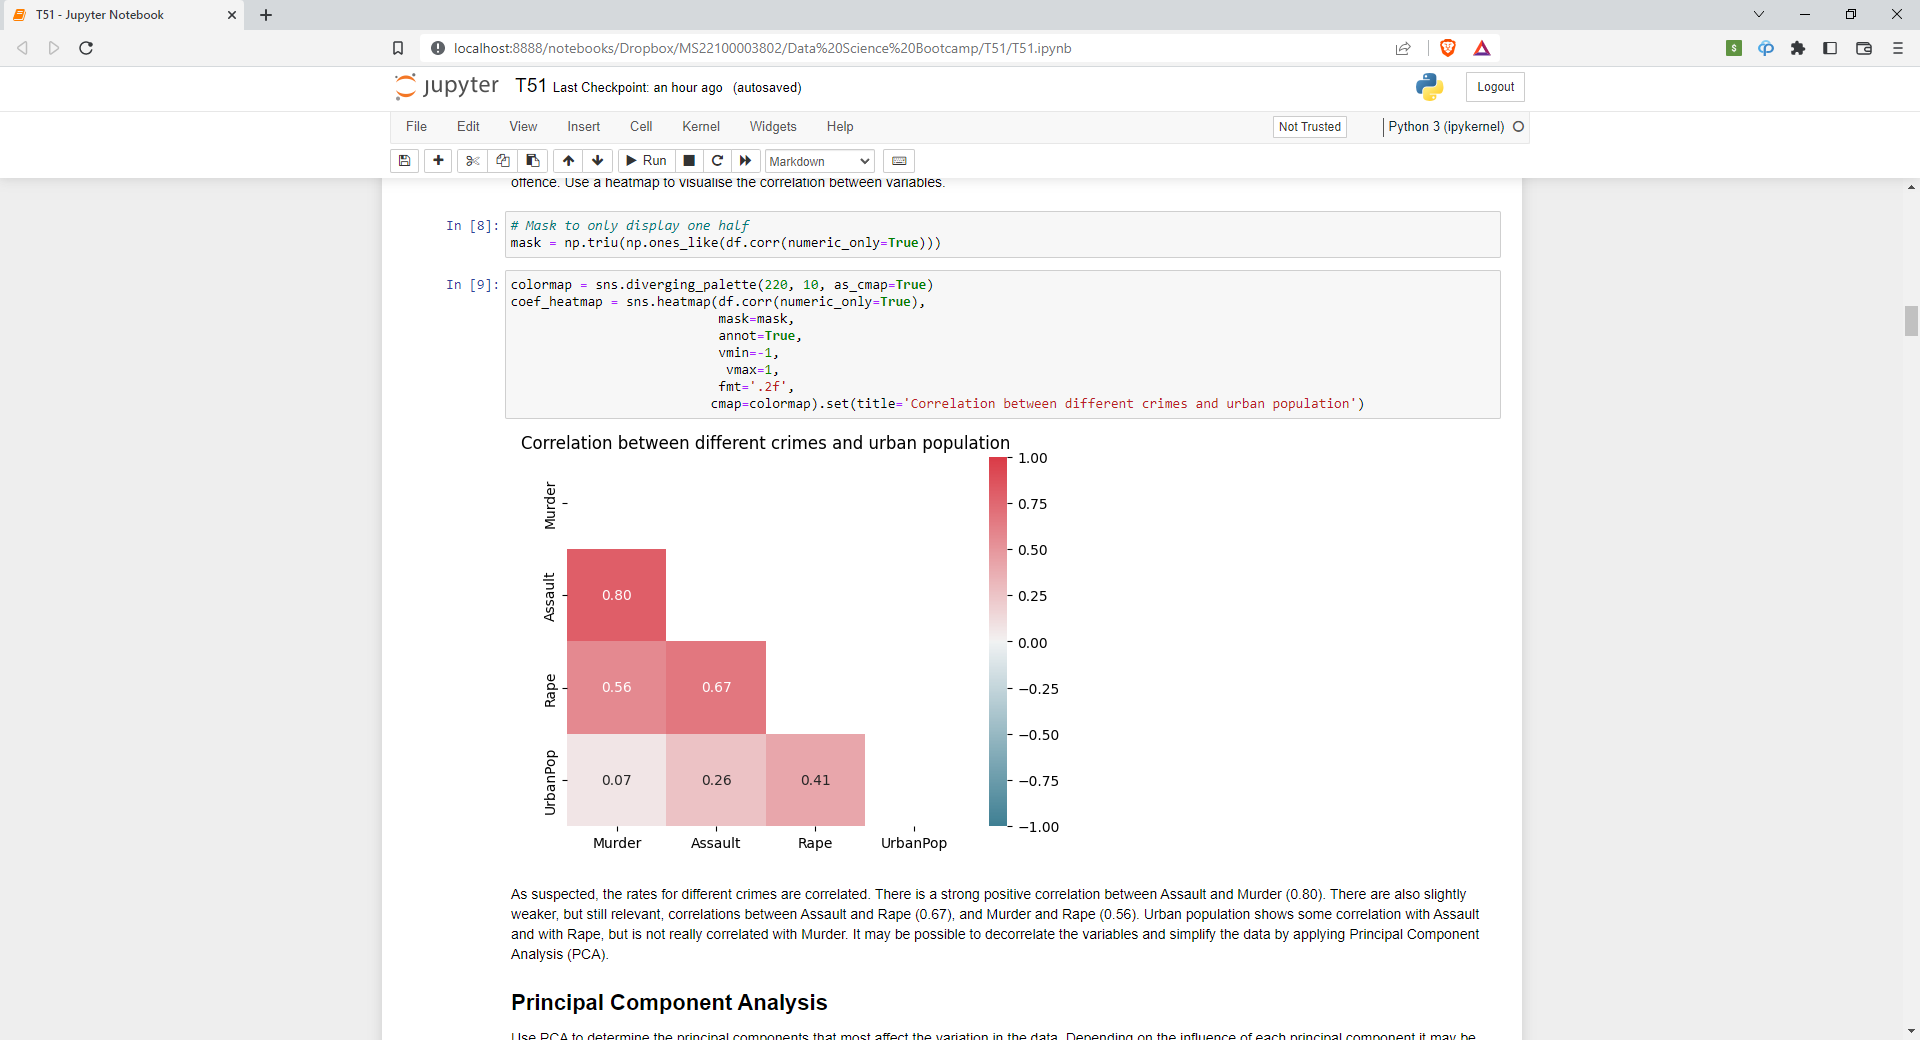 T51 - Jupyter Notebook
localhost:8888/notebooks/Dropbox/MS22100003802/Data%20Science%20Bootcamp/T51/T51.ipynb
jupyter T51 Last Checkpoint: an hour ago (autosaved)
Logout
File Edit View Insert Cell Kernel Widgets Help
Not Trusted
Python 3 (ipykernel)
Run
Markdown
offence. Use a heatmap to visualise the correlation between variables.
In [8]: # Mask to only display one half
mask = np.triu(np.ones_like(df.corr(numeric_only=True)))
In [9]: colormap = sns.diverging_palette(220, 10, as_cmap=True)
coef_heatmap = sns.heatmap(df.corr(numeric_only=True),
mask=mask,
annot=True,
vmin=-1,
vmax=1,
fmt='.2f',
cmap=colormap).set(title='Correlation between different crimes and urban population')
Correlation between different crimes and urban population
Murder
Assault
Rape
UrbanPop
0.80
0.56 0.67
0.07 0.26 0.41
Murder Assault Rape UrbanPop
1.00
0.75
0.50
0.25
0.00
−0.25
−0.50
−0.75
−1.00
As suspected, the rates for different crimes are correlated. There is a strong positive correlation between Assault and Murder (0.80). There are also slightly
weaker, but still relevant, correlations between Assault and Rape (0.67), and Murder and Rape (0.56). Urban population shows some correlation with Assault
and with Rape, but is not really correlated with Murder. It may be possible to decorrelate the variables and simplify the data by applying Principal Component
Analysis (PCA).
Principal Component Analysis
Use PCA to determine the principal components that most affect the variation in the data. Depending on the influence of each principal component it may be